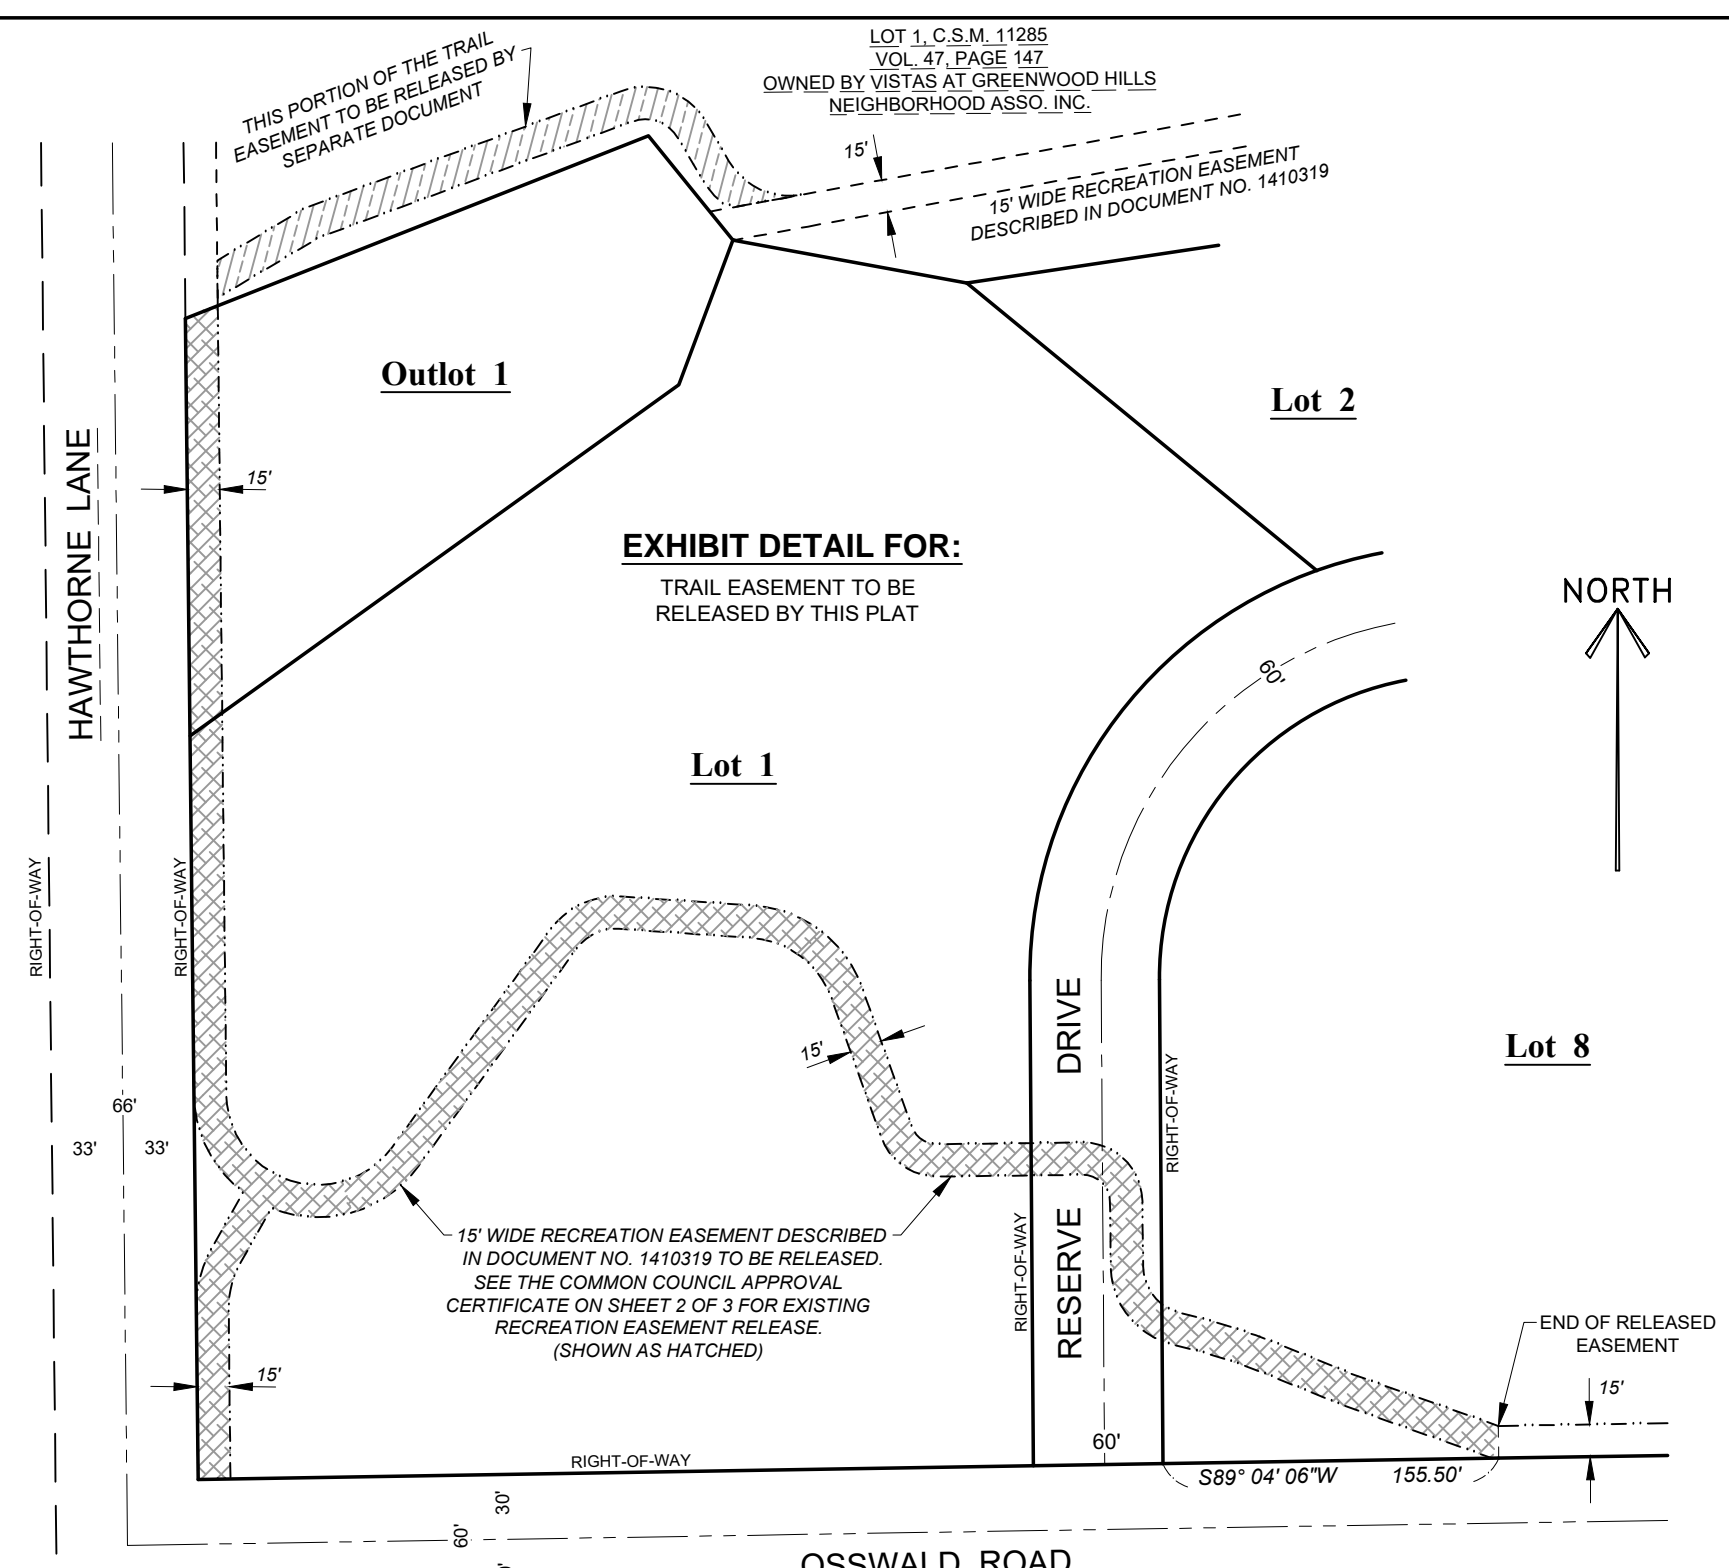 THIS PORTION OF THE TRAIL
EASEMENT TO BE RELEASED BY
SEPARATE DOCUMENT
LOT 1, C.S.M. 11285
VOL. 47, PAGE 147
OWNED BY VISTAS AT GREENWOOD HILLS
NEIGHBORHOOD ASSO. INC.
15'
15' WIDE RECREATION EASEMENT
DESCRIBED IN DOCUMENT NO. 1410319
Outlot 1
Lot 2
15'
HAWTHORNE LANE
EXHIBIT DETAIL FOR:
TRAIL EASEMENT TO BE
RELEASED BY THIS PLAT
NORTH
60'
Lot 1
RIGHT-OF-WAY
RIGHT-OF-WAY
RESERVE DRIVE
Lot 8
15'
RIGHT-OF-WAY
66'
33'
33'
RIGHT-OF-WAY
15' WIDE RECREATION EASEMENT DESCRIBED
IN DOCUMENT NO. 1410319 TO BE RELEASED.
SEE THE COMMON COUNCIL APPROVAL
CERTIFICATE ON SHEET 2 OF 3 FOR EXISTING
RECREATION EASEMENT RELEASE.
(SHOWN AS HATCHED)
END OF RELEASED
EASEMENT
15'
15'
60'
RIGHT-OF-WAY
S89° 04' 06"W 155.50'
30'
60'
OSSWALD ROAD